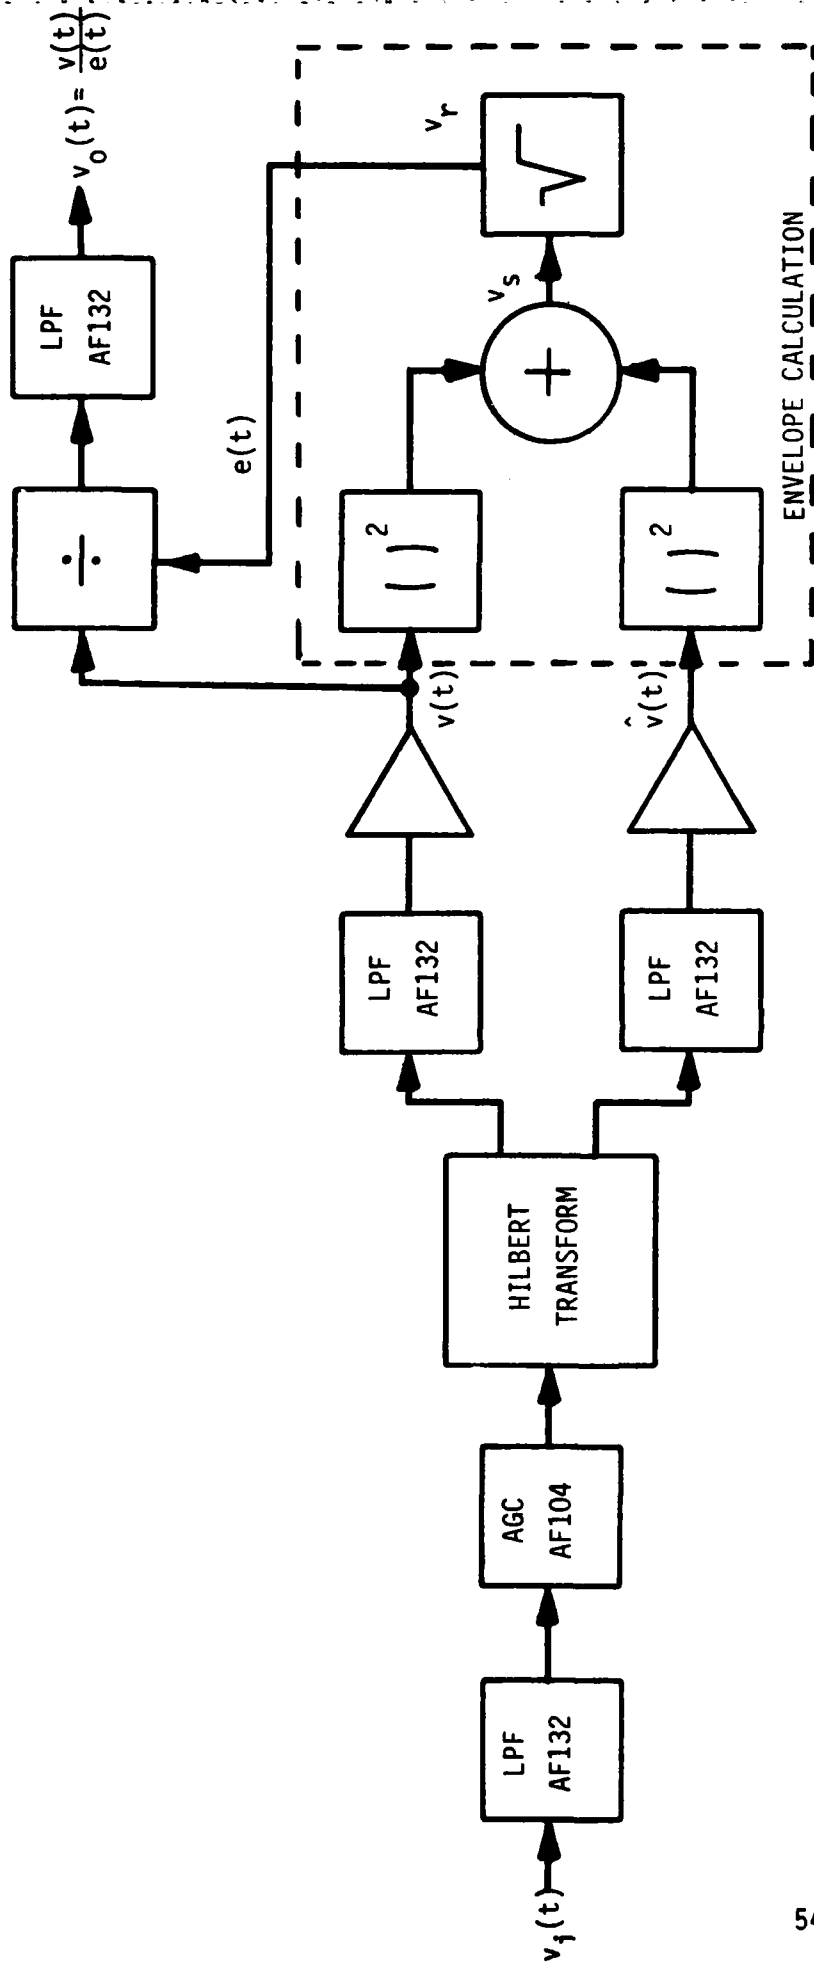 v_i(t)
LPF
AF132
AGC
AF104
HILBERT
TRANSFORM
LPF
AF132
LPF
AF132
v(t)
v̂(t)
( )²
( )²
+
v_s
√
v_r
ENVELOPE CALCULATION
e(t)
÷
LPF
AF132
v_o(t) = v(t)/e(t)
54